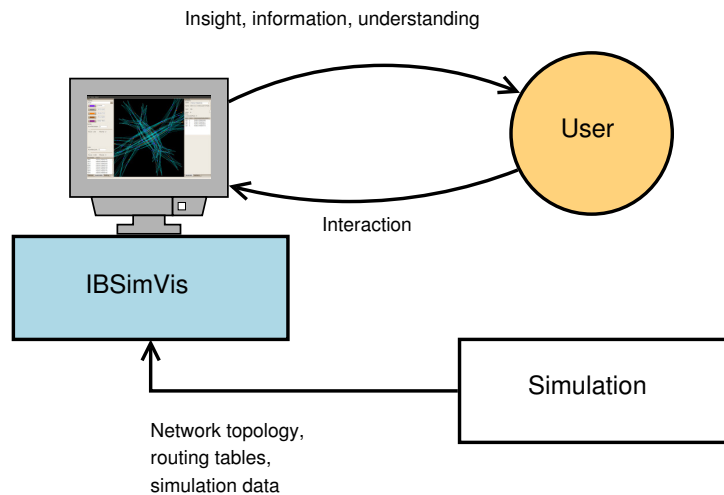 Insight, information, understanding
User
Interaction
IBSimVis
Simulation
Network topology,
routing tables,
simulation data